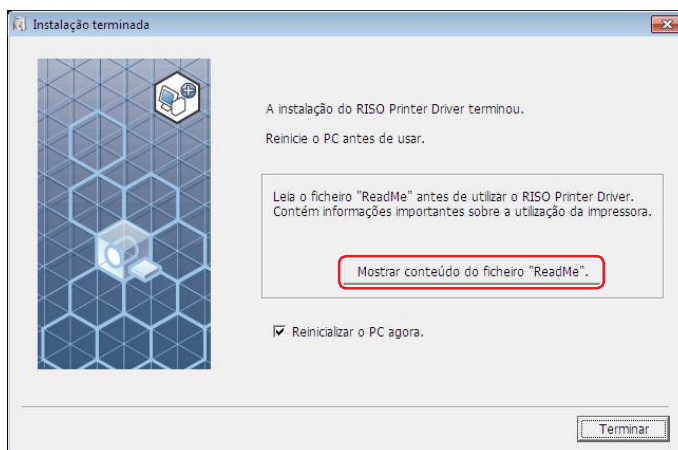 Instalação terminada
A instalação do RISO Printer Driver terminou.
Reinicie o PC antes de usar.
Leia o ficheiro "ReadMe" antes de utilizar o RISO Printer Driver.
Contém informações importantes sobre a utilização da impressora.
Mostrar conteúdo do ficheiro "ReadMe".
Reinicializar o PC agora.
Terminar